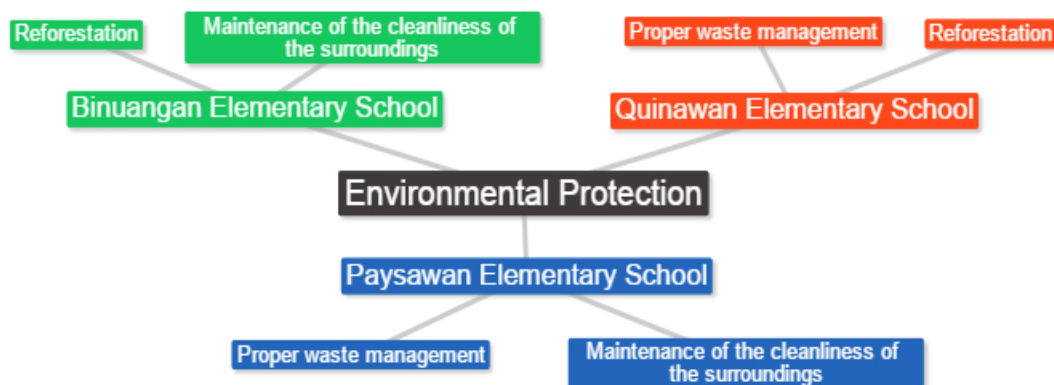 Reforestation
Maintenance of the cleanliness of
the surroundings
Binuangan Elementary School
Proper waste management
Reforestation
Quinawan Elementary School
Environmental Protection
Paysawan Elementary School
Proper waste management
Maintenance of the cleanliness of
the surroundings